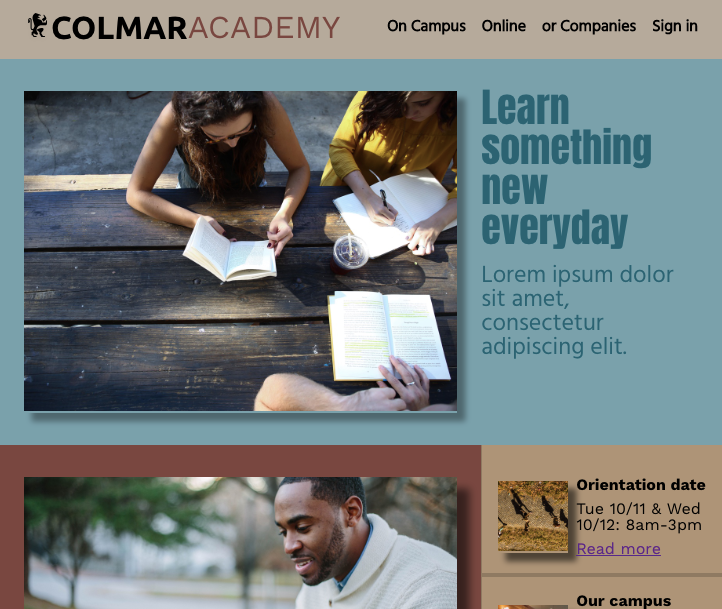 COLMARACADEMY
On Campus Online or Companies Sign in
Learn
something
new
everyday
Lorem ipsum dolor
sit amet,
consectetur
adipiscing elit.
Orientation date
Tue 10/11 & Wed
10/12: 8am-3pm
Read more
Our campus